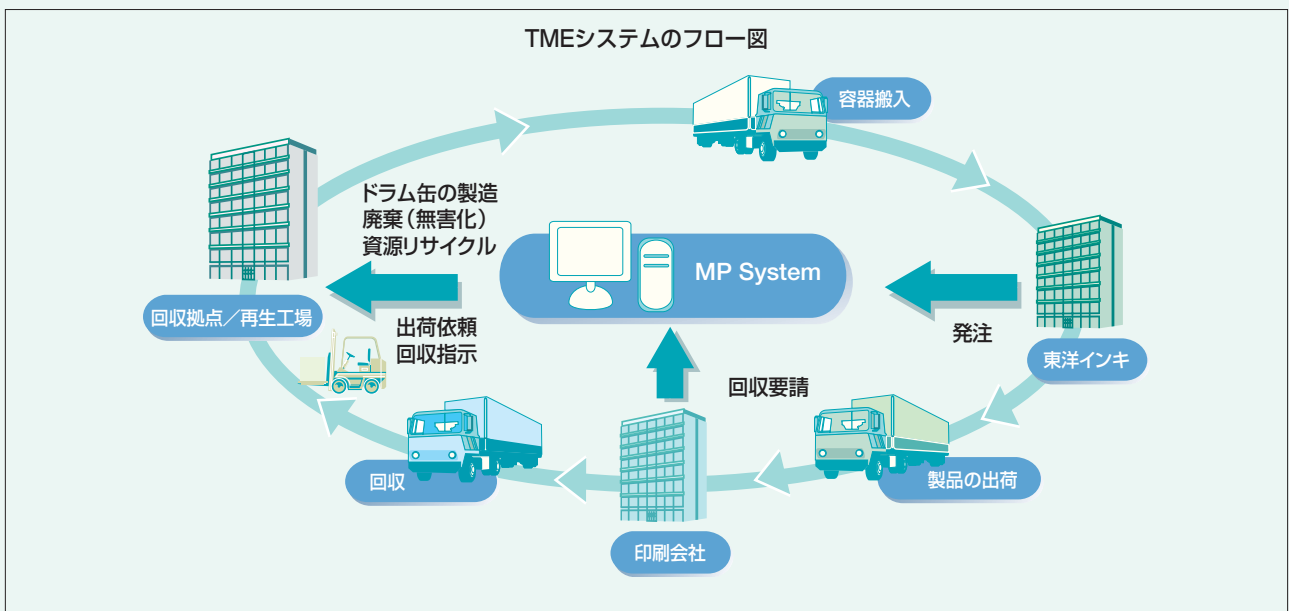 TMEシステムのフロー図
容器搬入
ドラム缶の製造
廃棄（無害化）
資源リサイクル
MP System
回収拠点／再生工場
出荷依頼
回収指示
発注
東洋インキ
回収要請
回収
製品の出荷
印刷会社